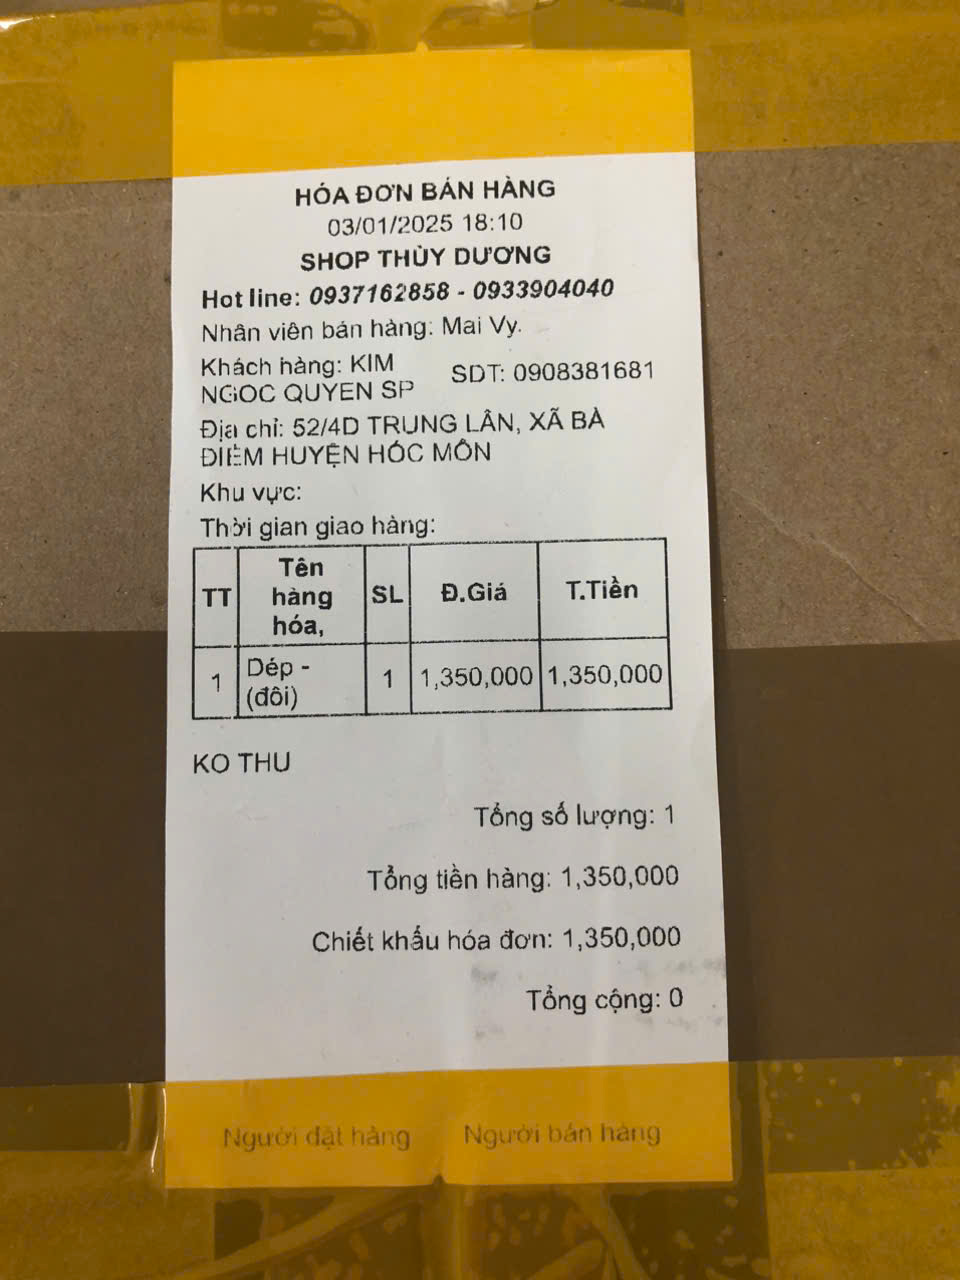 HÓA ĐƠN BÁN HÀNG
03/01/2025 18:10
SHOP THÙY DƯƠNG
Hot line: 0937162858 - 0933904040
Nhân viên bán hàng: Mai Vy.
Khách hàng: KIM NGOC QUYEN SP SDT: 0908381681
Địa chỉ: 52/4D TRUNG LÂN, XÃ BÀ
ĐIỂM HUYỆN HÓC MÔN
Khu vực:
Thời gian giao hàng:
TT Tên hàng hóa, SL Đ.Giá T.Tiền
1 Dép - (đôi) 1 1,350,000 1,350,000
KO THU
Tổng số lượng: 1
Tổng tiền hàng: 1,350,000
Chiết khấu hóa đơn: 1,350,000
Tổng cộng: 0
Người đặt hàng Người bán hàng